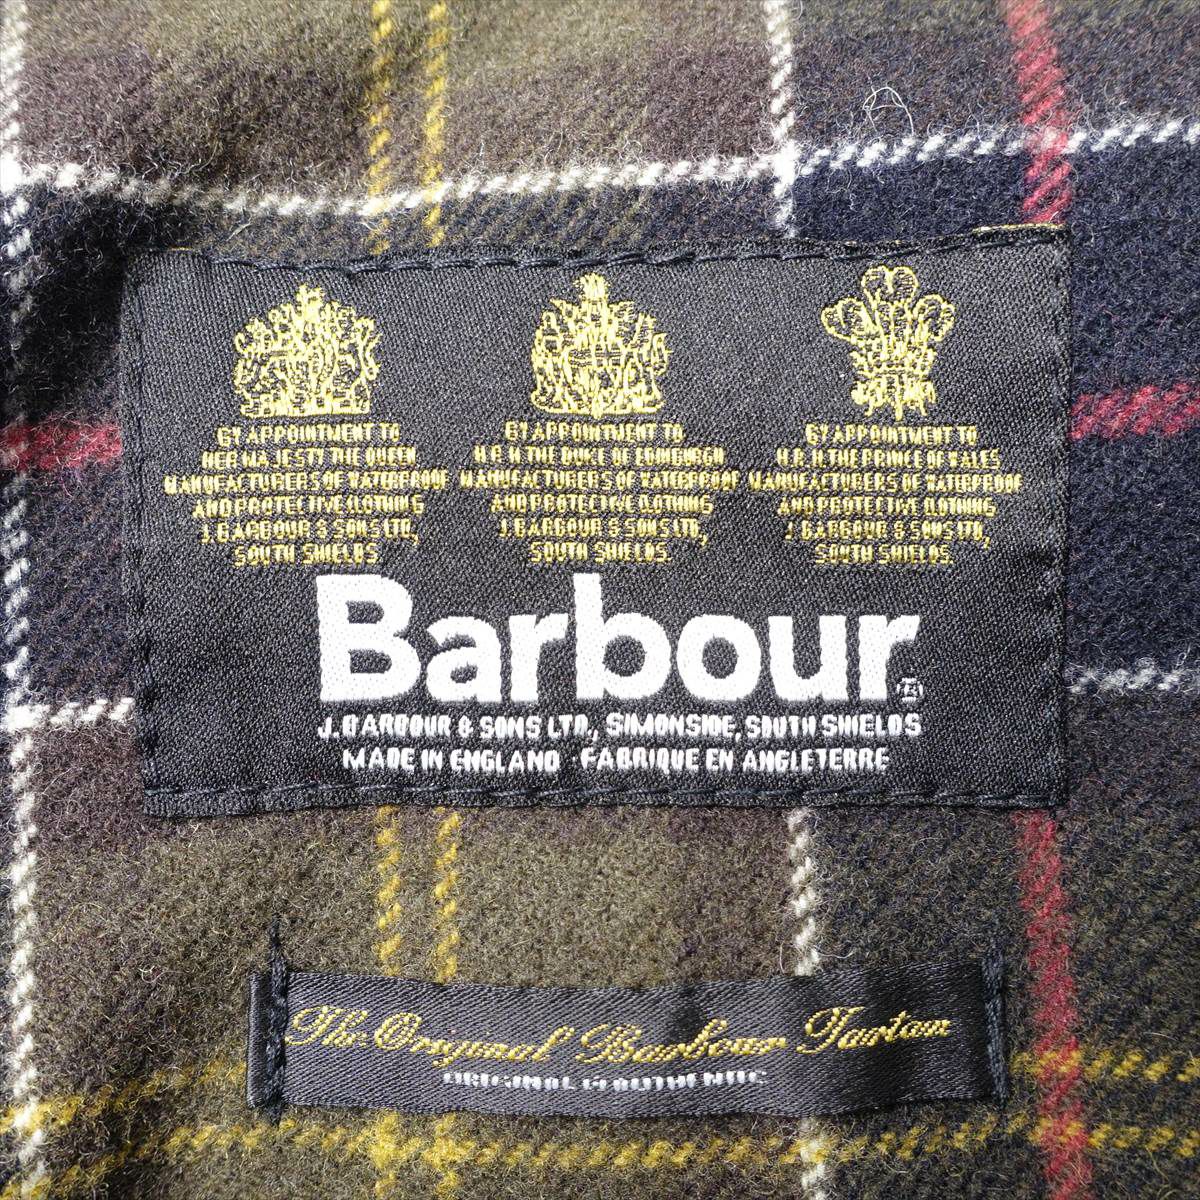 BY APPOINTMENT TO
HER MAJESTY THE QUEEN
MANUFACTURERS OF WATERPROOF
AND PROTECTIVE CLOTHING
J. BARBOUR & SONS LTD,
SOUTH SHIELDS.
BY APPOINTMENT TO
H.R.H. THE DUKE OF EDINBURGH
MANUFACTURERS OF WATERPROOF
AND PROTECTIVE CLOTHING
J. BARBOUR & SONS LTD,
SOUTH SHIELDS.
BY APPOINTMENT TO
H.R.H. THE PRINCE OF WALES
MANUFACTURERS OF WATERPROOF
AND PROTECTIVE CLOTHING
J. BARBOUR & SONS LTD,
SOUTH SHIELDS.
Barbour®
J. BARBOUR & SONS LTD., SIMONSIDE, SOUTH SHIELDS
MADE IN ENGLAND · FABRIQUE EN ANGLETERRE
The Original Barbour Tartan
ORIGINAL & AUTHENTIC